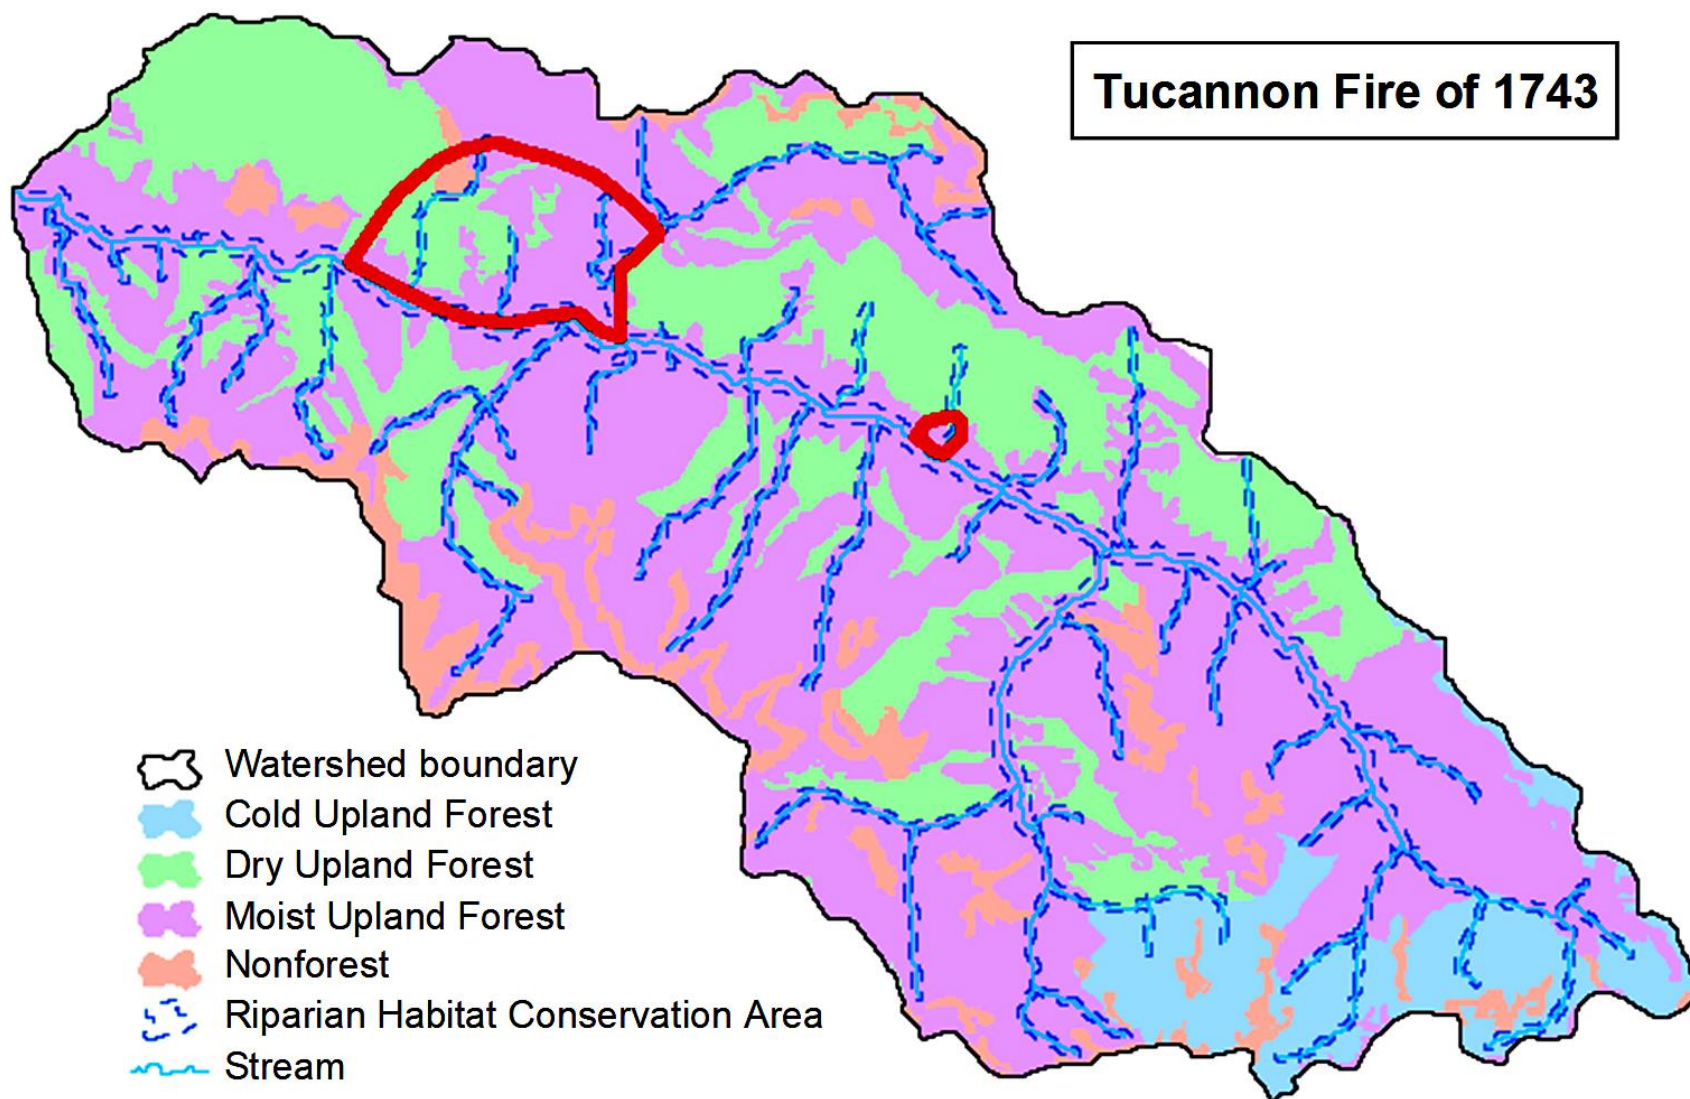 Tucannon Fire of 1743
Watershed boundary
Cold Upland Forest
Dry Upland Forest
Moist Upland Forest
Nonforest
Riparian Habitat Conservation Area
Stream